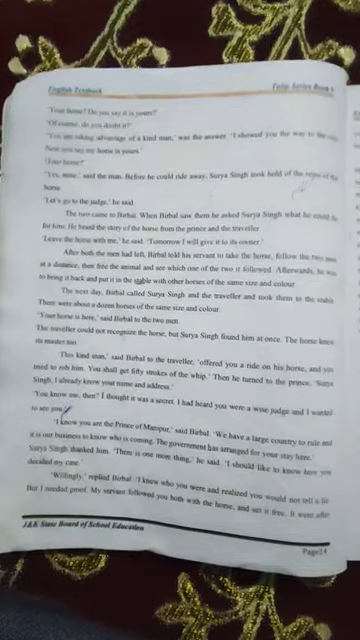 English Textbook
Tulip Series Book
'Your horse? Do you say it is yours?'
'Of course, do you doubt it?'
'You are taking advantage of a kind man,' was the answer 'I showed you the way to the city.
Now you say my horse is yours.'
'Your horse?'
'Yes, mine,' said the man. Before he could ride away, Surya Singh took hold of the reins of the
horse.
'Let's go to the judge,' he said.
The two came to Birbal. When Birbal saw them he asked Surya Singh what he could do
for him. He heard the story of the horse from the prince and the traveller.
'Leave the horse with me,' he said. 'Tomorrow I will give it to its owner.'
After both the men had left, Birbal told his servant to take the horse, follow the two men
at a distance, then free the animal and see which one of the two it followed. Afterwards, he was
to bring it back and put it in the stable with other horses of the same size and colour.
The next day, Birbal called Surya Singh and the traveller and took them to the stable.
There were about a dozen horses of the same size and colour.
'Your horse is here,' said Birbal to the two men.
The traveller could not recognize the horse, but Surya Singh found him at once. The horse knew
its master too.
'This kind man,' said Birbal to the traveller, 'offered you a ride on his horse, and you
tried to rob him. You shall get fifty strokes of the whip.' Then he turned to the prince, 'Surya
Singh, I already know your name and address.'
'You know me, then? I thought it was a secret. I had heard you were a wise judge and I wanted
to see you.'
'I know you are the Prince of Manipur,' said Birbal. 'We have a large country to rule and
it is our business to know who is coming. The government has arranged for your stay here.'
Surya Singh thanked him. 'There is one more thing,' he said. 'I should like to know how you
decided my case.'
'Willingly,' replied Birbal. 'I knew who you were and realized you would not tell a lie.
But I needed proof. My servant followed you both with the horse, and set it free. It went after
J&K State Board of School Education
Page14